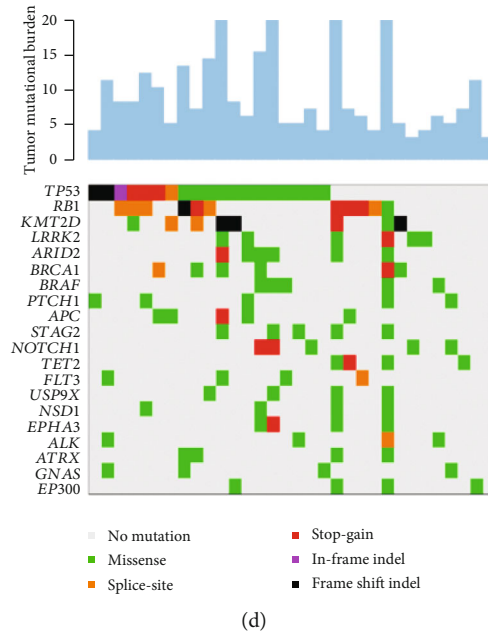 Tumor mutational burden
20
15
10
5
0
TP53
RB1
KMT2D
LRRK2
ARID2
BRCA1
BRAF
PTCH1
APC
STAG2
NOTCH1
TET2
FLT3
USP9X
NSD1
EPHA3
ALK
ATRX
GNAS
EP300
No mutation
Missense
Splice-site
Stop-gain
In-frame indel
Frame shift indel
(d)